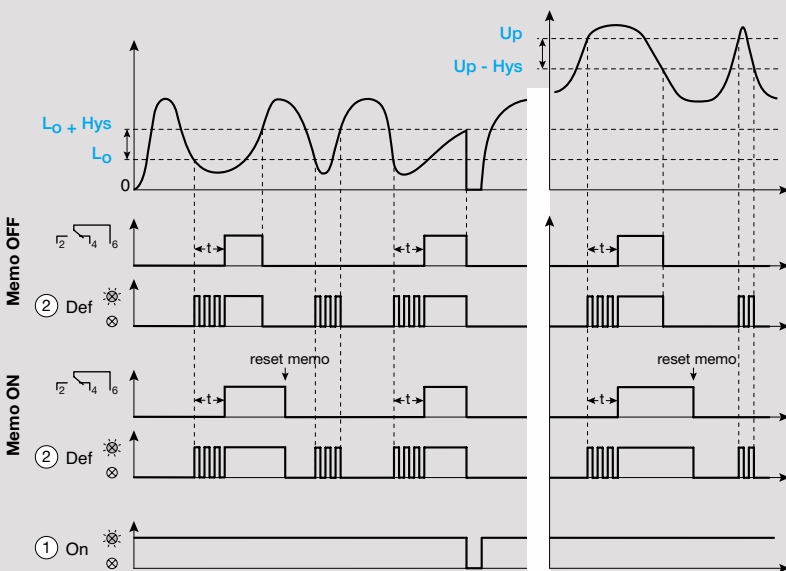 Up
Up - Hys
Lo + Hys
Lo
0
Memo OFF
2 4 6
t t t
2 Def
reset memo reset memo
Memo ON
2 4 6
t t t
2 Def
1 On